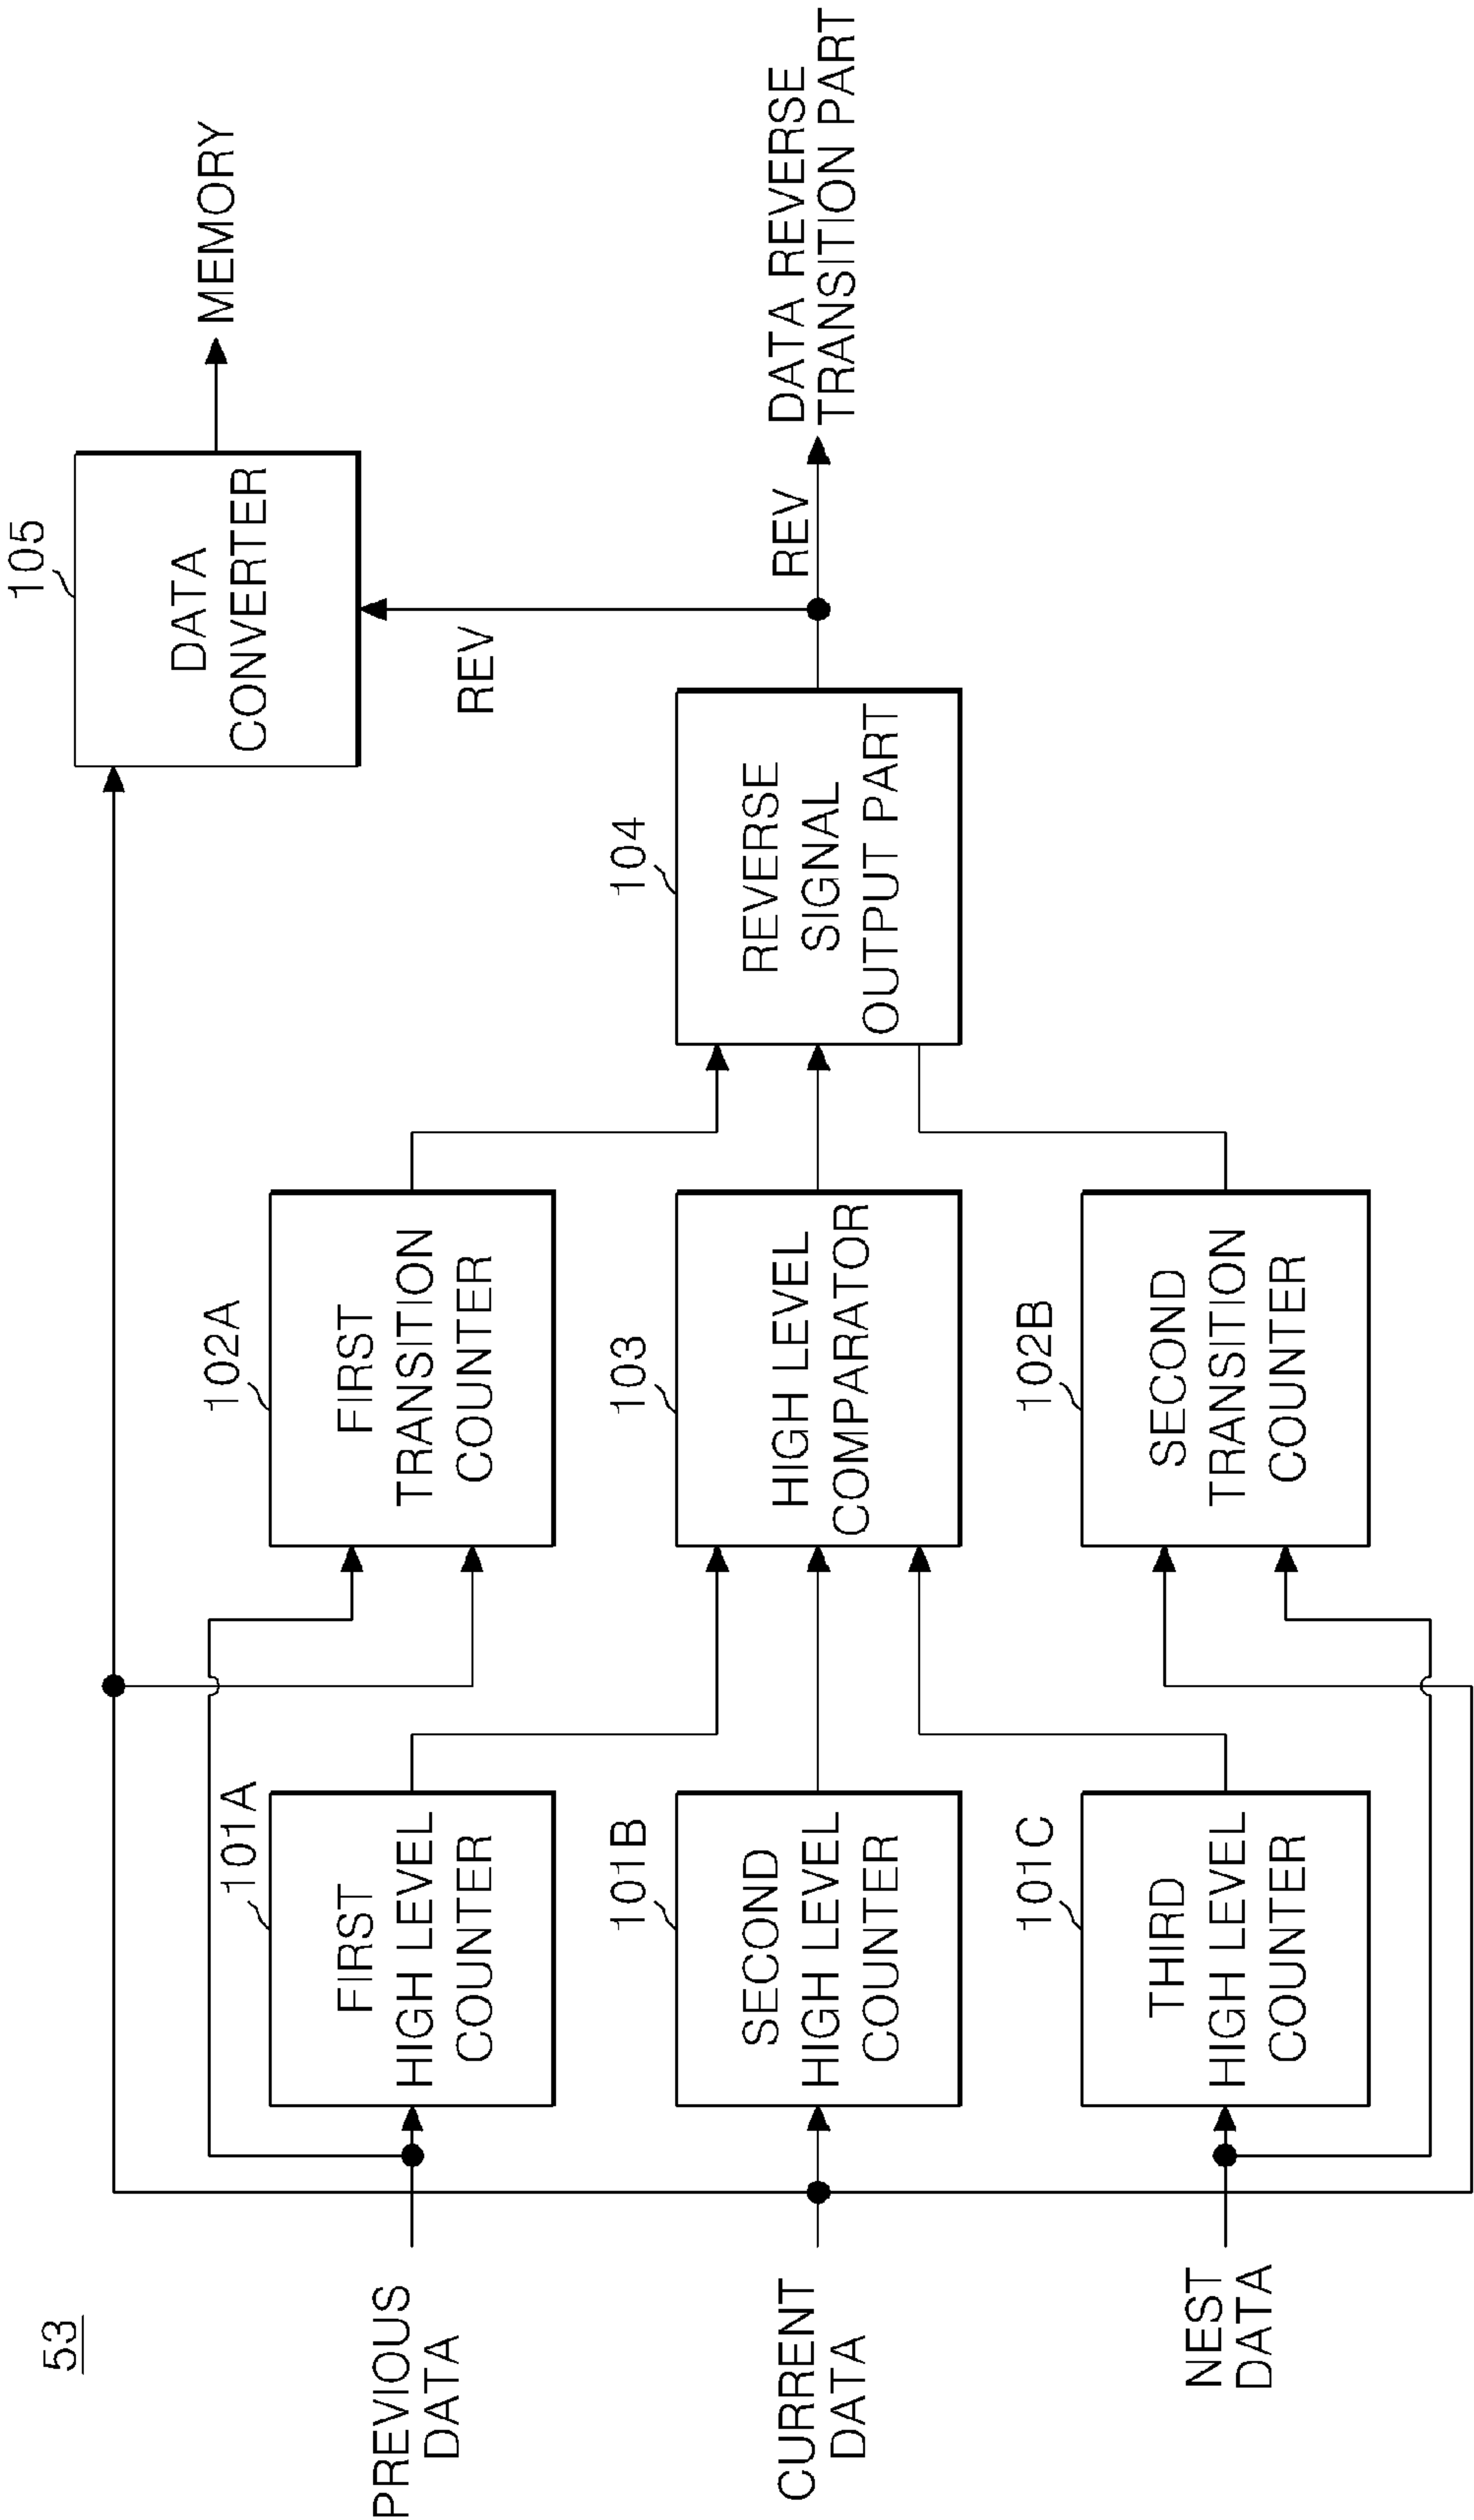 53
105
DATA
CONVERTER
MEMORY
102A
FIRST
TRANSITION
COUNTER
REV
101A
FIRST
HIGH LEVEL
COUNTER
PREVIOUS
DATA
104
REVERSE
SIGNAL
OUTPUT PART
REV
DATA REVERSE
TRANSITION PART
103
HIGH LEVEL
COMPARATOR
101B
SECOND
HIGH LEVEL
COUNTER
CURRENT
DATA
102B
SECOND
TRANSITION
COUNTER
101C
THIRD
HIGH LEVEL
COUNTER
NEST
DATA